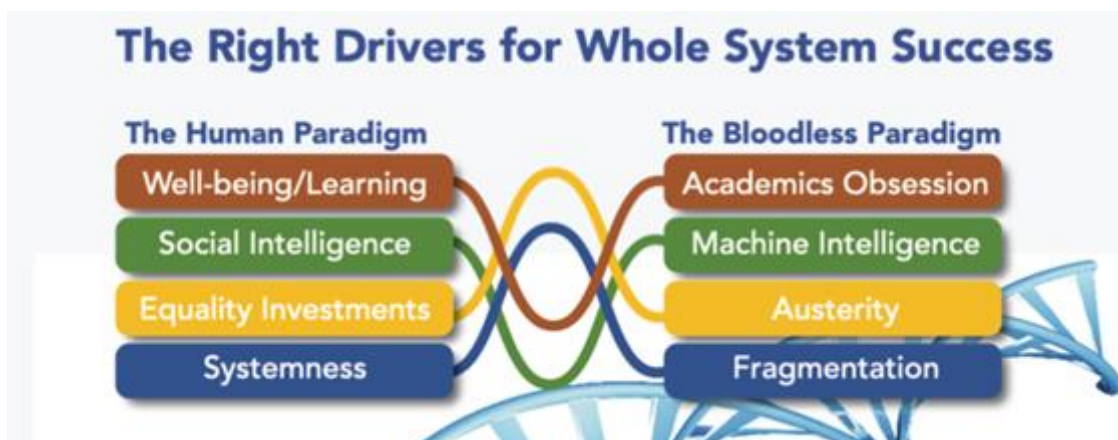 The Right Drivers for Whole System Success
The Human Paradigm
Well-being/Learning
Social Intelligence
Equality Investments
Systemness
The Bloodless Paradigm
Academics Obsession
Machine Intelligence
Austerity
Fragmentation